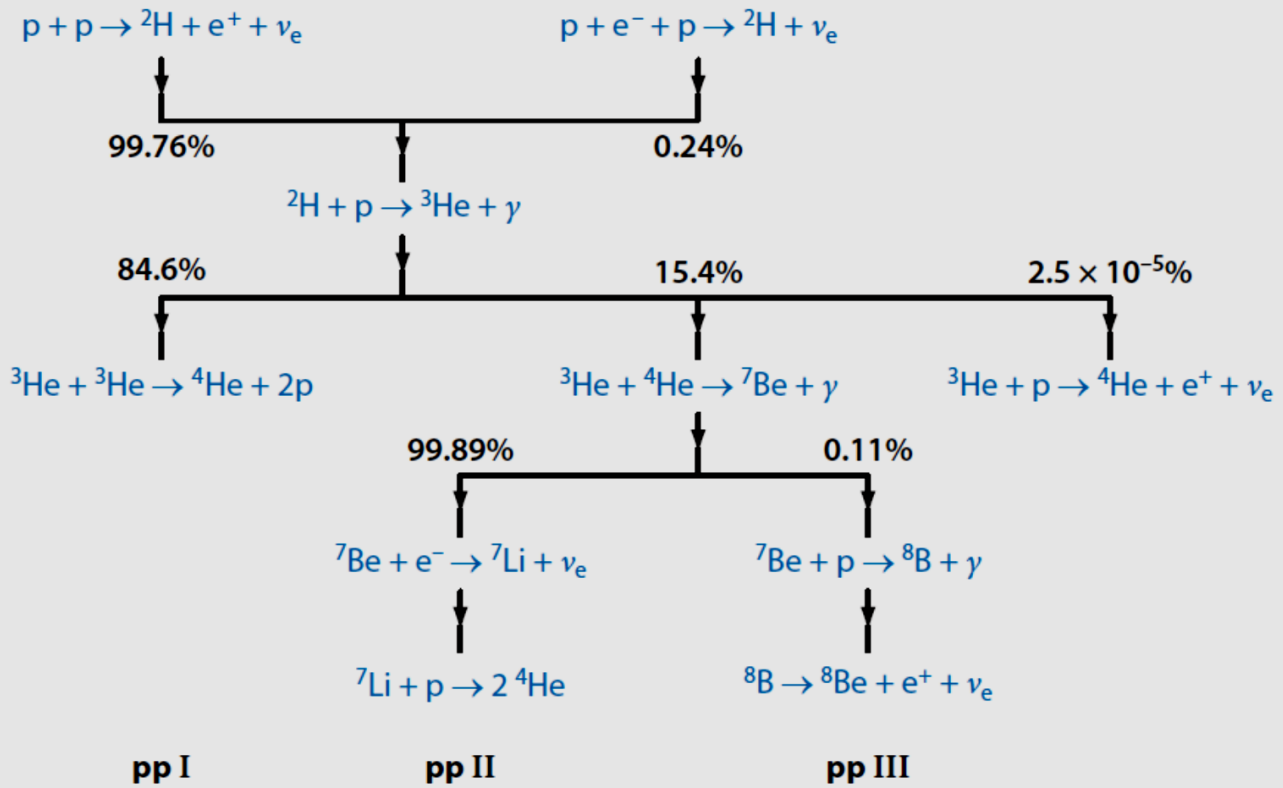 p + p → ²H + e⁺ + νₑ
p + e⁻ + p → ²H + νₑ
99.76%
0.24%
²H + p → ³He + γ
84.6%
15.4%
2.5 × 10⁻⁵%
³He + ³He → ⁴He + 2p
³He + ⁴He → ⁷Be + γ
³He + p → ⁴He + e⁺ + νₑ
99.89%
0.11%
⁷Be + e⁻ → ⁷Li + νₑ
⁷Be + p → ⁸B + γ
⁷Li + p → 2 ⁴He
⁸B → ⁸Be + e⁺ + νₑ
pp I
pp II
pp III